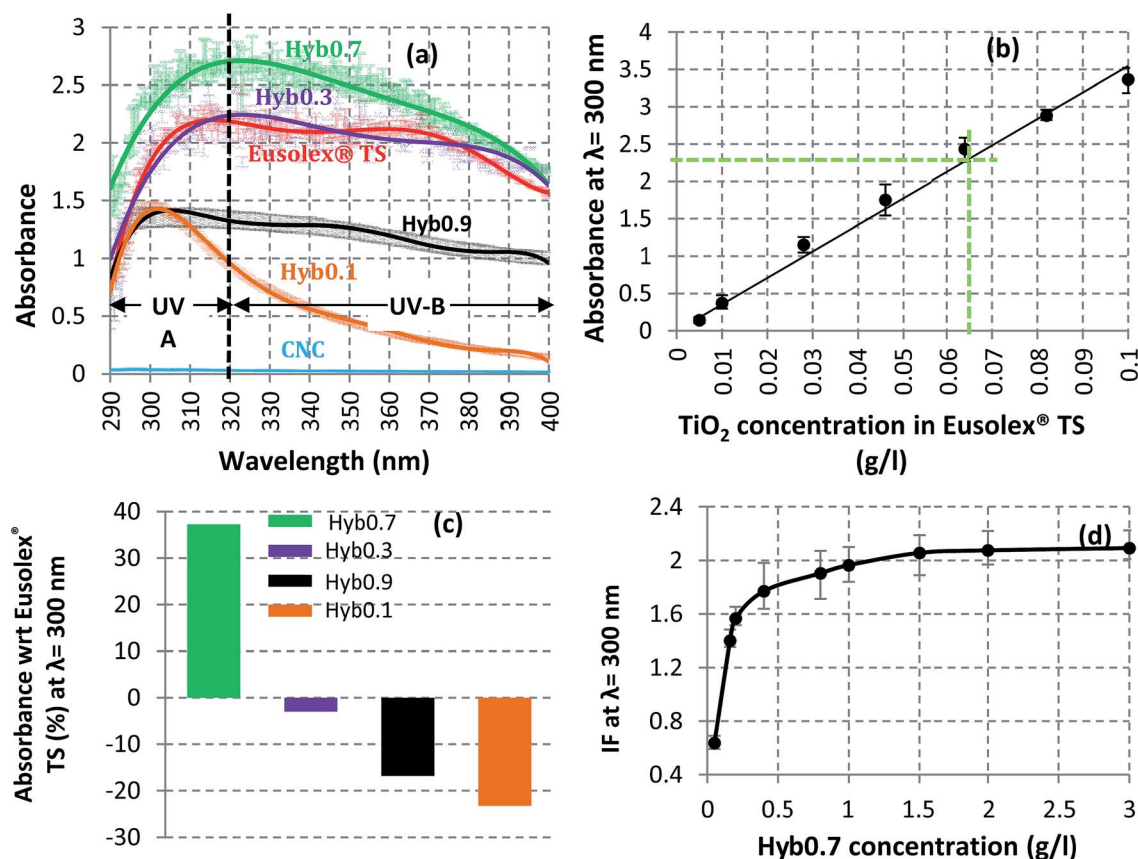 (a)
3
2.5
2
1.5
1
0.5
0
Absorbance
Hyb0.7
Hyb0.3
Eusolex® TS
Hyb0.9
Hyb0.1
UV
A
UV-B
CNC
290 300 310 320 330 340 350 360 370 380 390 400
Wavelength (nm)
(b)
4
3.5
3
2.5
2
1.5
1
0.5
0
Absorbance at λ= 300 nm
0 0.01 0.02 0.03 0.04 0.05 0.06 0.07 0.08 0.09 0.1
TiO₂ concentration in Eusolex® TS
(g/l)
(c)
40
30
20
10
0
-10
-20
-30
Absorbance wrt Eusolex®
TS (%) at λ= 300 nm
Hyb0.7
Hyb0.3
Hyb0.9
Hyb0.1
(d)
2.4
2
1.6
1.2
0.8
0.4
IF at λ= 300 nm
0 0.5 1 1.5 2 2.5 3
Hyb0.7 concentration (g/l)